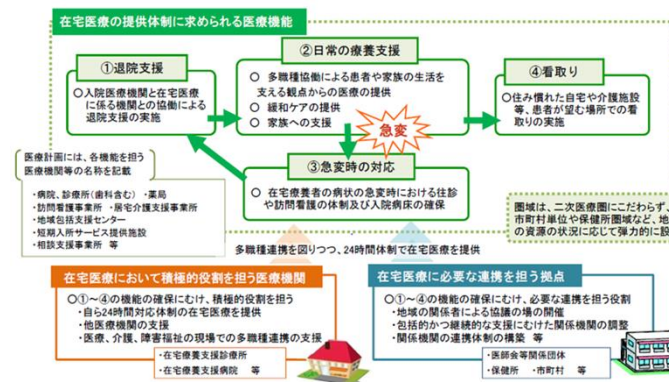 在宅医療の提供体制に求められる医療機能
①退院支援
○入院医療機関と在宅医療
に係る機関との協働による
退院支援の実施
②日常の療養支援
○ 多職種協働による患者や家族の生活を
支える観点からの医療の提供
○ 緩和ケアの提供
○ 家族への支援
急変
④看取り
○住み慣れた自宅や介護施設
等、患者が望む場所での看
取りの実施
③急変時の対応
○ 在宅療養者の病状の急変時における往診
や訪問看護の体制及び入院病床の確保
医療計画には、各機能を担う
医療機関等の名称を記載
・病院、診療所(歯科含む) ・薬局
・訪問看護事業所 ・居宅介護支援事業所
・地域包括支援センター
・短期入所サービス提供施設
・相談支援事業所 等
圏域は、二次医療圏にこだわらず、
市町村単位や保健所圏域など、地
の資源の状況に応じて弾力的に設
多職種連携を図りつつ、24時間体制で在宅医療を提供
在宅医療において積極的役割を担う医療機関
○①~④の機能の確保にむけ、積極的役割を担う
・自ら24時間対応体制の在宅医療を提供
・他医療機関の支援
・医療、介護、障害福祉の現場での多職種連携の支援
・在宅療養支援診療所
・在宅療養支援病院 等
在宅医療に必要な連携を担う拠点
○①~④の機能の確保にむけ、必要な連携を担う役割
・地域の関係者による協議の場の開催
・包括的かつ継続的な支援にむけた関係機関の調整
・関係機関の連携体制の構築 等
・医師会等関係団体
・保健所 ・市町村 等